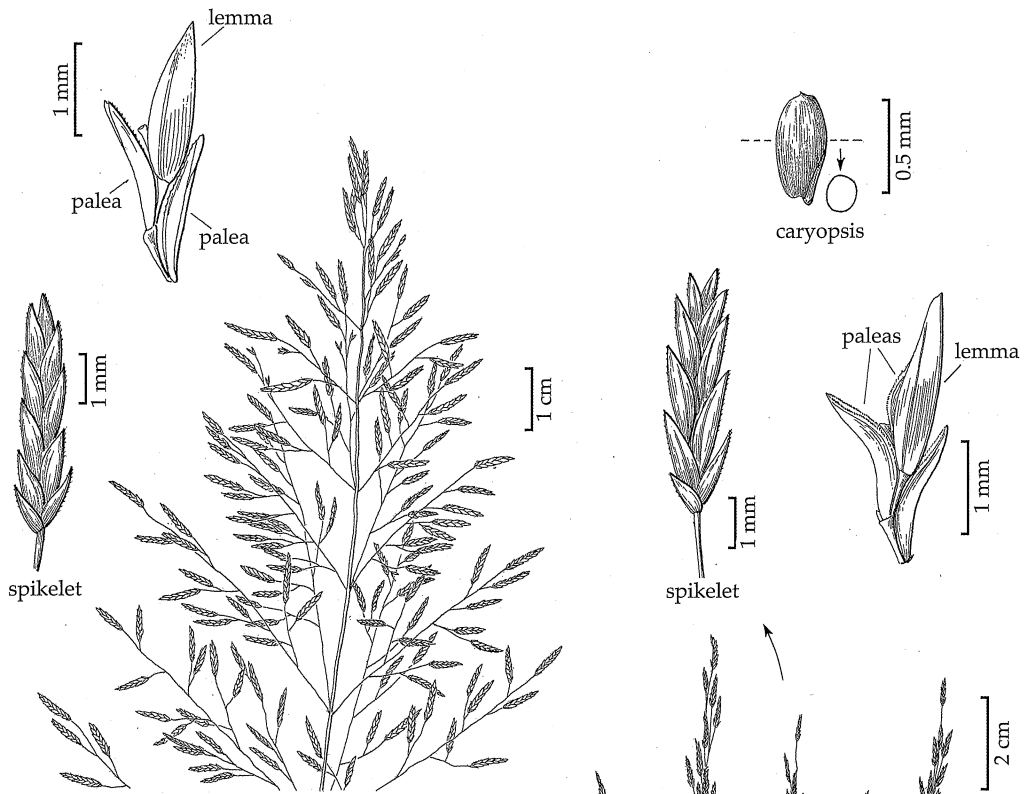 lemma
1 mm
palea
palea
1 mm
spikelet
1 cm
0.5 mm
caryopsis
paleas
lemma
1 mm
1 mm
spikelet
2 cm